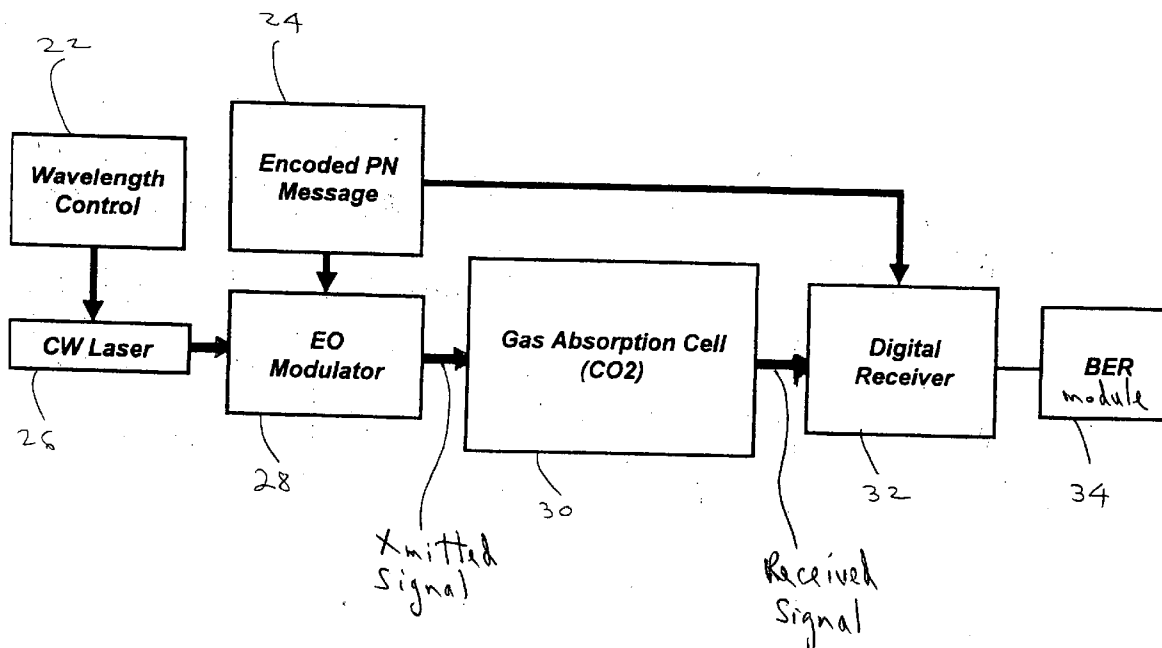 24
22
Wavelength
Control
Encoded PN
Message
CW Laser
EO
Modulator
Gas Absorption Cell
(CO2)
Digital
Receiver
BER
module
26
28
30
32
34
Xmitted
Signal
Received
Signal